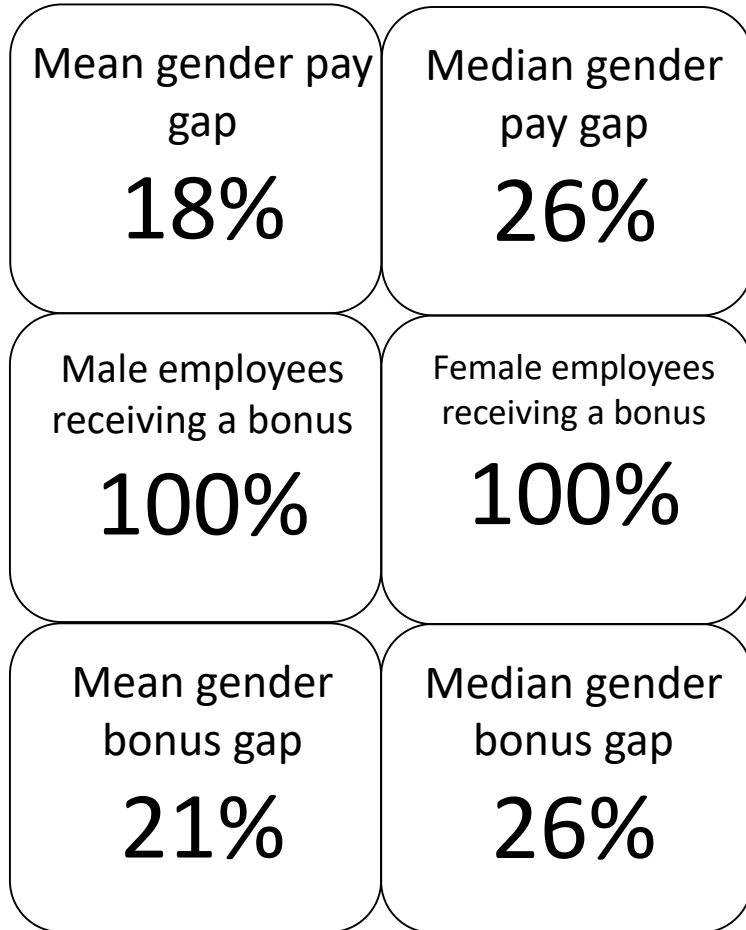 Mean gender pay
gap
18%
Median gender
pay gap
26%
Male employees
receiving a bonus
100%
Female employees
receiving a bonus
100%
Mean gender
bonus gap
21%
Median gender
bonus gap
26%